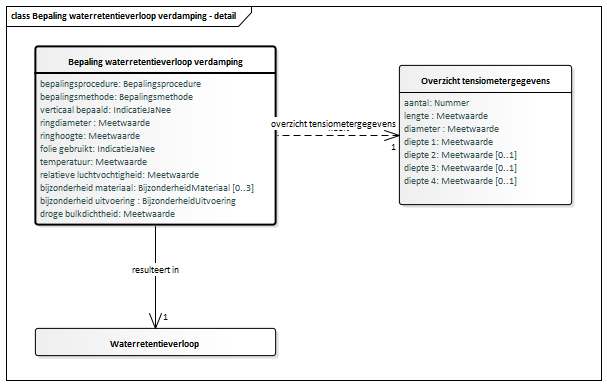 class Bepaling waterretentieverloop verdamping - detail
Bepaling waterretentieverloop verdamping
bepalingsprocedure: Bepalingsprocedure
bepalingsmethode: Bepalingsmethode
verticaal bepaald: IndicatieJaNee
ringdiameter : Meetwaarde
ringhoogte: Meetwaarde
folie gebruikt: IndicatieJaNee
temperatuur: Meetwaarde
relatieve luchtvochtigheid: Meetwaarde
bijzonderheid materiaal: BijzonderheidMateriaal [0..3]
bijzonderheid uitvoering : BijzonderheidUitvoering
droge bulkdichtheid: Meetwaarde
overzicht tensiometergegevens
1
Overzicht tensiometergegevens
aantal: Nummer
lengte : Meetwaarde
diameter : Meetwaarde
diepte 1: Meetwaarde
diepte 2: Meetwaarde [0..1]
diepte 3: Meetwaarde [0..1]
diepte 4: Meetwaarde [0..1]
resulteert in
1
Waterretentieverloop